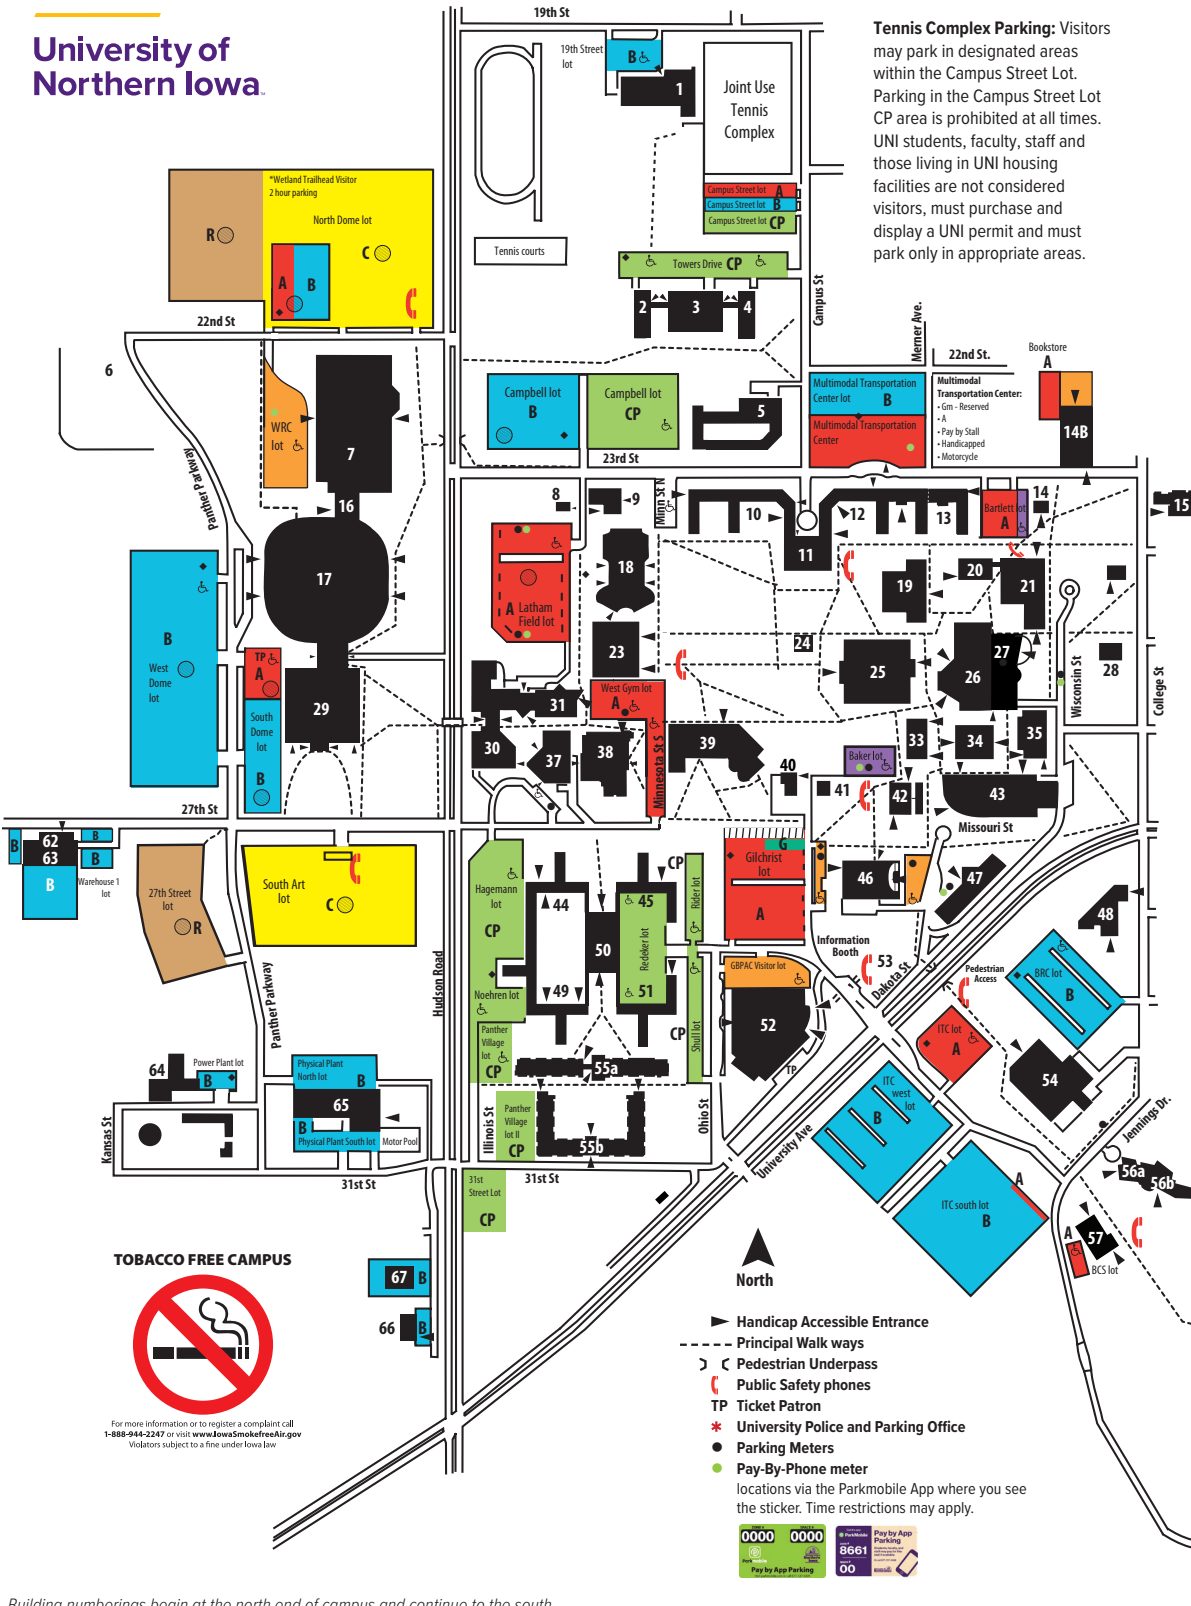 19th St
University of
Northern Iowa
19th Street
lot
B
1
Joint Use
Tennis
Complex
Tennis Complex Parking: Visitors
may park in designated areas
within the Campus Street Lot.
Parking in the Campus Street Lot
CP area is prohibited at all times.
UNI students, faculty, staff and
those living in UNI housing
facilities are not considered
visitors, must purchase and
display a UNI permit and must
park only in appropriate areas.
*Wetland Trailhead Visitor
2 hour parking
North Dome lot
R
C
A
B
Campus Street lot A
Campus Street lot B
Campus Street lot CP
Tennis courts
Towers Drive CP
2
3
4
Campus St
22nd St
6
Merner Ave.
22nd St.
Bookstore
A
Campbell lot
B
Campbell lot
CP
5
Multimodal Transportation
Center lot B
Multimodal Transportation
Center
Multimodal
Transportation Center:
• Gm - Reserved
• A
• Pay by Stall
• Handicapped
• Motorcycle
14B
WRC
lot
7
23rd St
Panther Parkway
16
8
9
Minn St N
10
11
12
13
Bartlett lot
A
14
15
17
A Latham
Field lot
18
19
20
21
B
West
Dome
lot
TP
A
23
24
25
26
27
28
Wisconsin St
College St
South
Dome
lot
B
29
30
31
West Gym lot
A
33
34
35
37
38
39
Minnesota St S
40
41
Baker lot
42
43
27th St
Missouri St
62
63
B
B
B
B
Warehouse 1
lot
27th Street
lot
R
South Art
lot
C
Hagemann
lot
CP
44
45
CP
Rider lot
G
Gilchrist
lot
A
46
47
48
Redeker lot
50
Noehren lot
49
51
CP
Shull lot
Information
Booth
53
Dakota St
GBPAC Visitor lot
52
TP
Pedestrian
Access
BRC lot
B
Hudson Road
Panther Parkway
ITC lot
A
54
Panther
Village
lot
CP
55a
64
Power Plant lot
B
Physical Plant
North lot
B
65
B
Physical Plant South lot
Motor Pool
Kansas St
Illinois St
Panther
Village
lot II
CP
55b
Ohio St
ITC
west
lot
B
University Ave
Jennings Dr.
31st St
31st St
31st
Street Lot
CP
ITC south lot
B
A
56a
56b
57
A
BCS lot
TOBACCO FREE CAMPUS
67
B
66
B
North
For more information or to register a complaint call
1-888-944-2247 or visit www.IowaSmokefreeAir.gov
Violators subject to a fine under Iowa law
Handicap Accessible Entrance
Principal Walk ways
Pedestrian Underpass
Public Safety phones
TP Ticket Patron
* University Police and Parking Office
Parking Meters
Pay-By-Phone meter
locations via the Parkmobile App where you see
the sticker. Time restrictions may apply.
0000 0000
Parkmobile
Pay by App Parking
ParkMobile
8661
00
Pay by App
Parking
Building numberings begin at the north end of campus and continue to the south